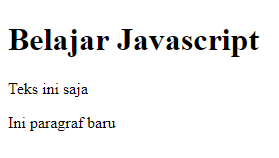 Belajar Javascript
Teks ini saja
Ini paragraf baru